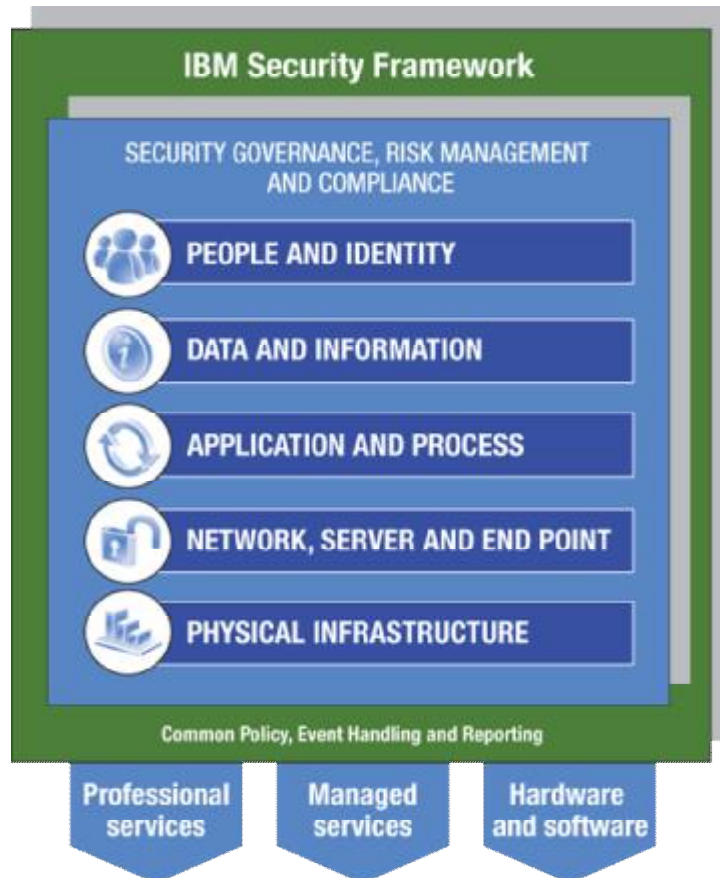 IBM Security Framework
SECURITY GOVERNANCE, RISK MANAGEMENT
AND COMPLIANCE
PEOPLE AND IDENTITY
DATA AND INFORMATION
APPLICATION AND PROCESS
NETWORK, SERVER AND END POINT
PHYSICAL INFRASTRUCTURE
Common Policy, Event Handling and Reporting
Professional
services
Managed
services
Hardware
and software